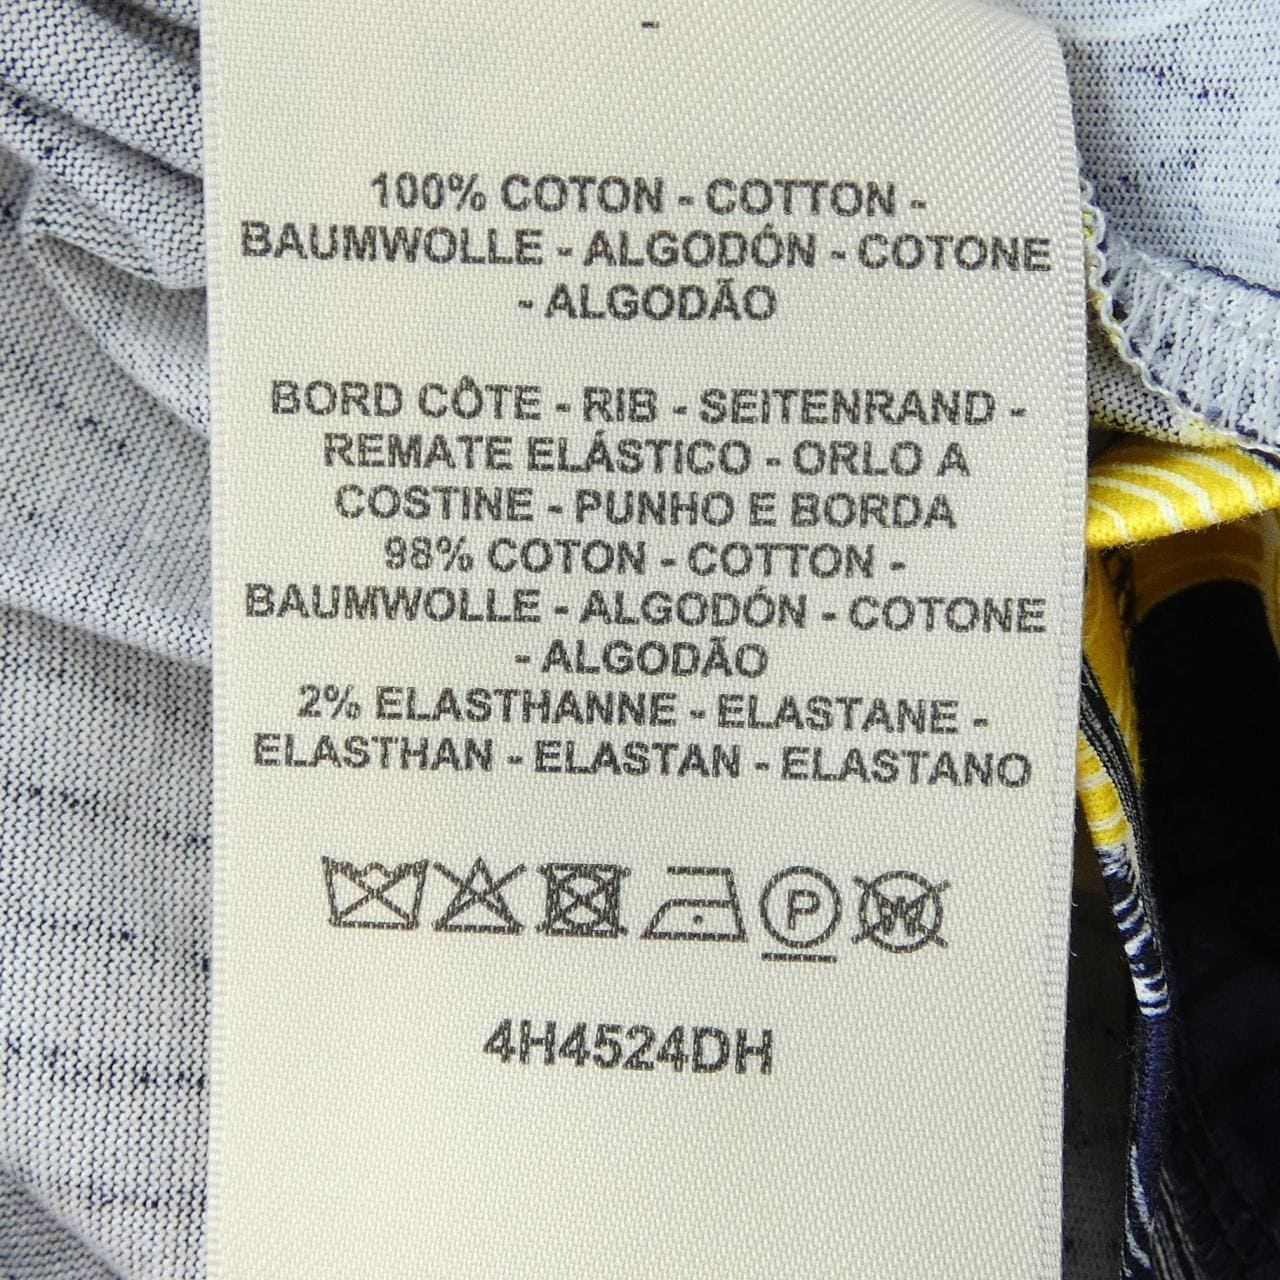 -
100% COTON - COTTON -
BAUMWOLLE - ALGODÓN - COTONE
- ALGODÃO
BORD CÔTE - RIB - SEITENRAND -
REMATE ELÁSTICO - ORLO A
COSTINE - PUNHO E BORDA
98% COTON - COTTON -
BAUMWOLLE - ALGODÓN - COTONE
- ALGODÃO
2% ELASTHANNE - ELASTANE -
ELASTHAN - ELASTAN - ELASTANO
P W
4H4524DH